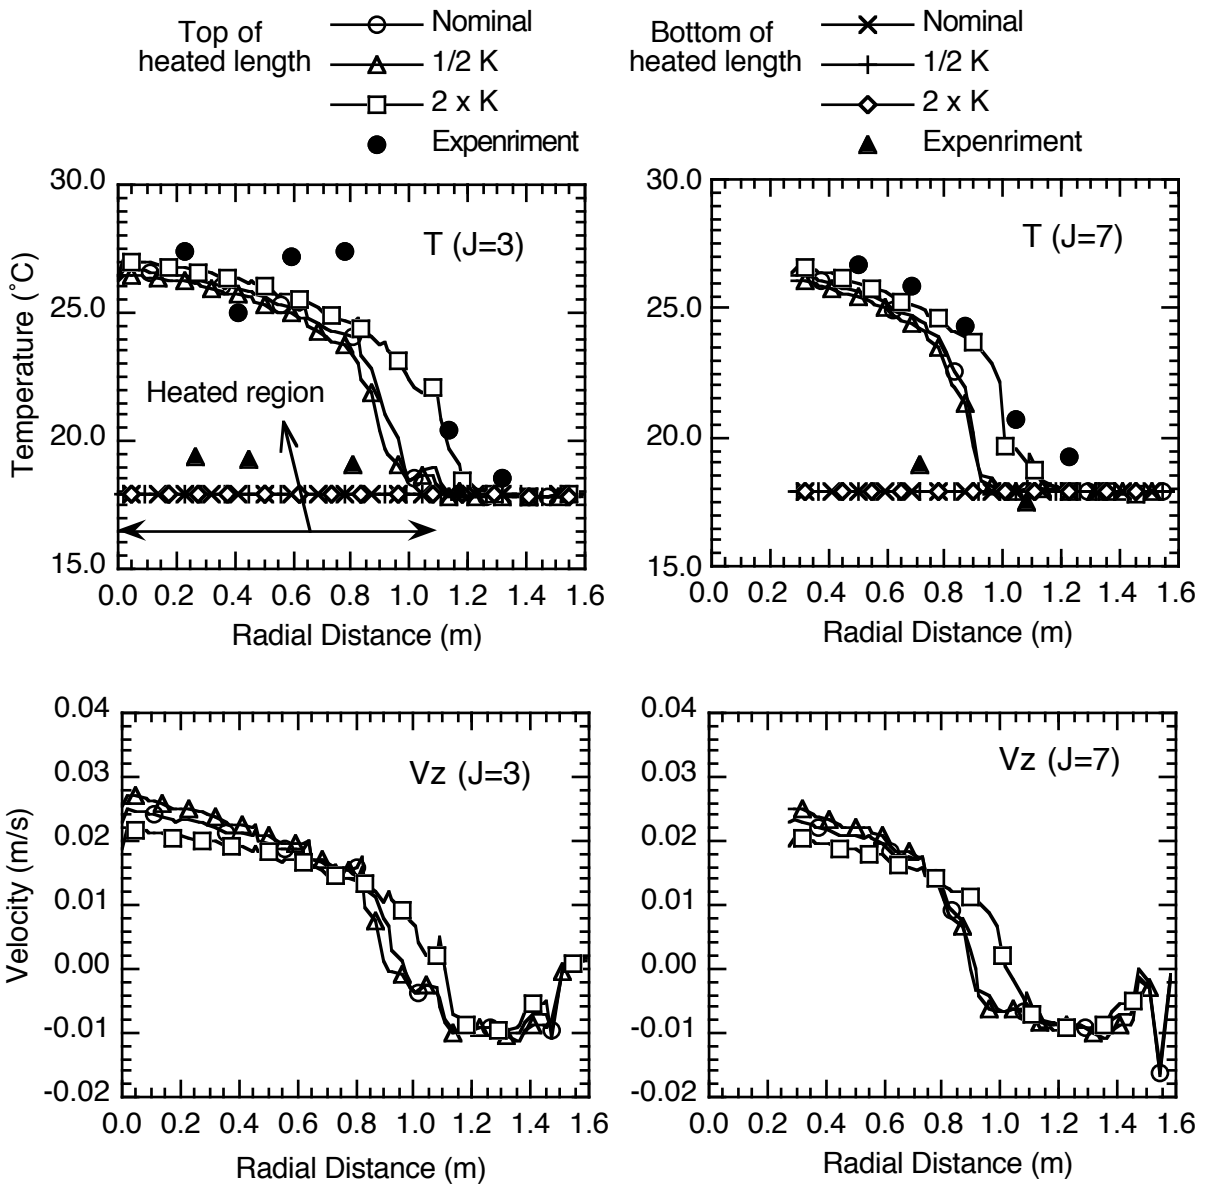 Top of
heated length
Nominal
1/2 K
2 x K
Expenriment
Bottom of
heated length
Nominal
1/2 K
2 x K
Expenriment
30.0
25.0
20.0
15.0
Temperature (˚C)
T (J=3)
Heated region
0.0 0.2 0.4 0.6 0.8 1.0 1.2 1.4 1.6
Radial Distance (m)
30.0
25.0
20.0
15.0
T (J=7)
0.0 0.2 0.4 0.6 0.8 1.0 1.2 1.4 1.6
Radial Distance (m)
0.04
0.03
0.02
0.01
0.00
-0.01
-0.02
Velocity (m/s)
Vz (J=3)
0.0 0.2 0.4 0.6 0.8 1.0 1.2 1.4 1.6
Radial Distance (m)
0.04
0.03
0.02
0.01
0.00
-0.01
-0.02
Vz (J=7)
0.0 0.2 0.4 0.6 0.8 1.0 1.2 1.4 1.6
Radial Distance (m)